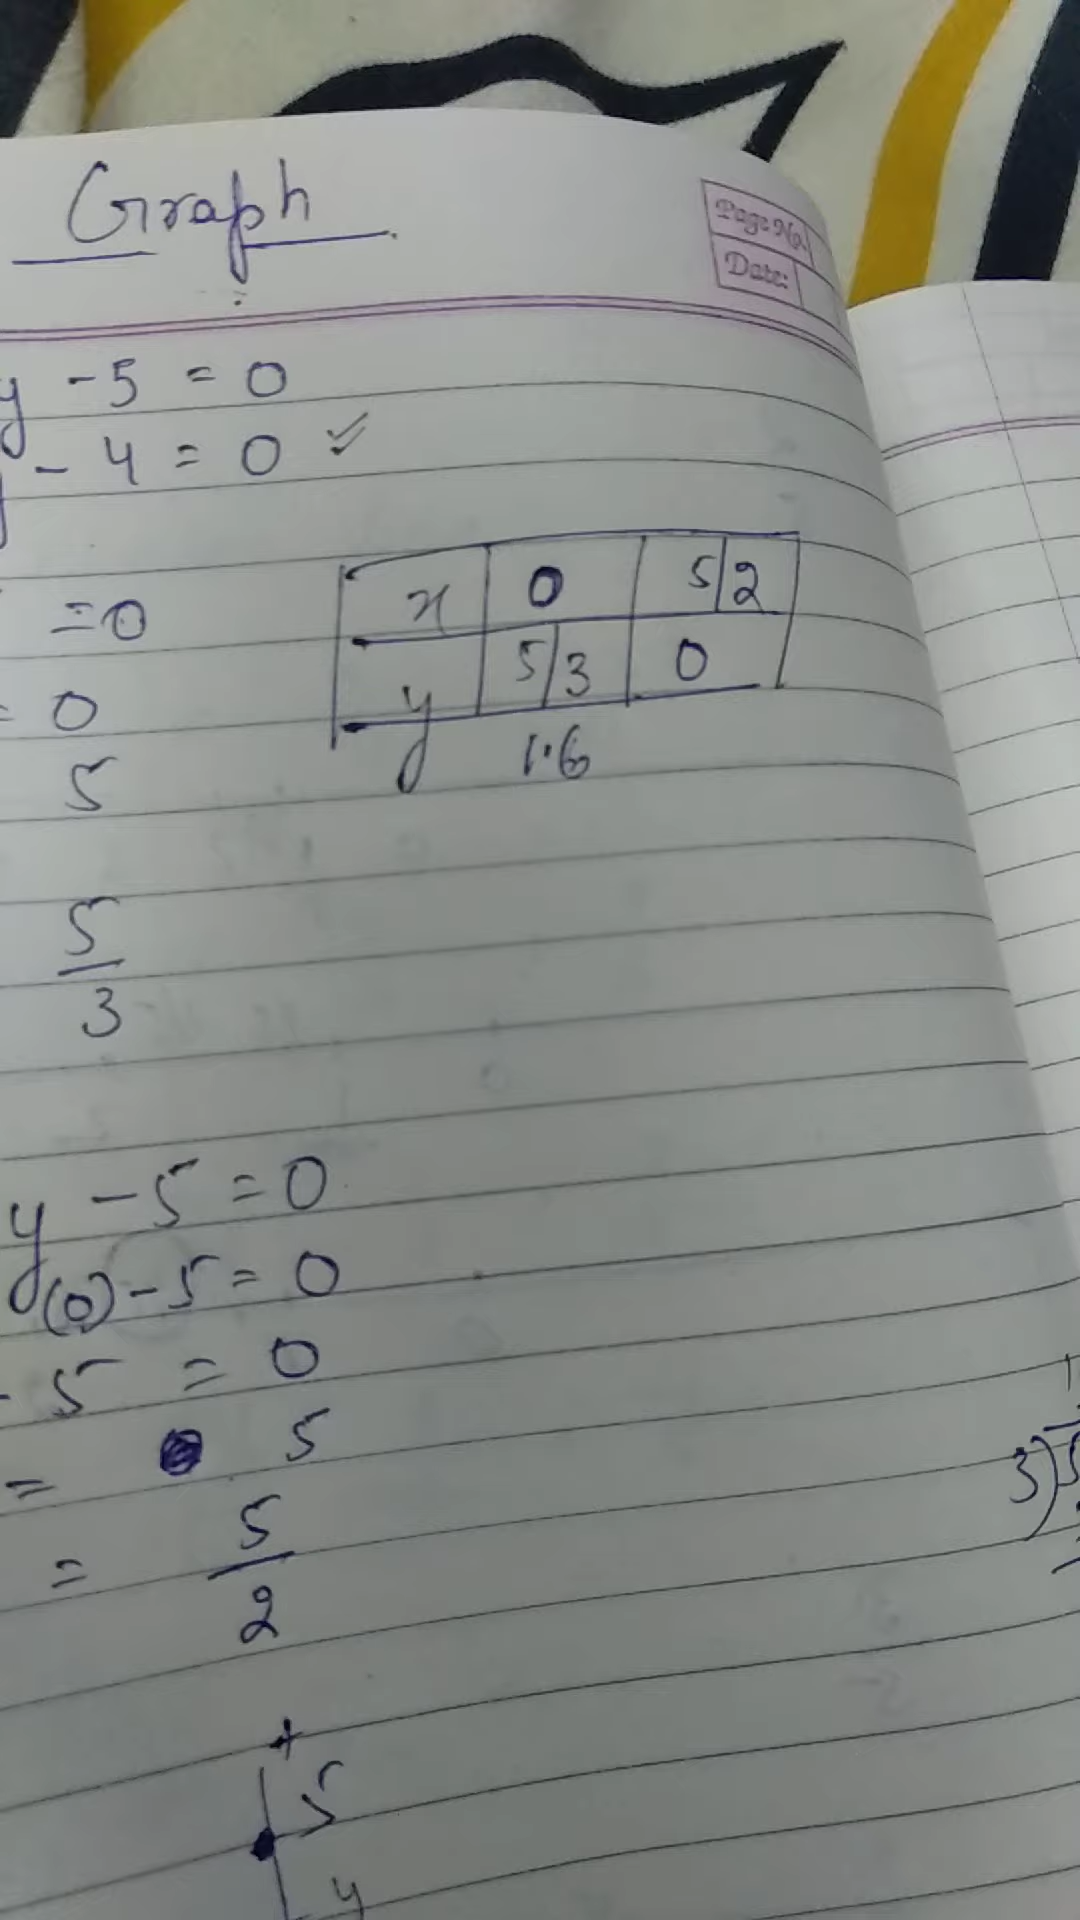 Graph
Page No.
Date:
y - 5 = 0
- 4 = 0
= 0
x 0 5/2
= 0
y 5/3 0
1.6
5
5
3
y - 5 = 0
(0) - 5 = 0
- 5 = 0
= 5
= 5
2
3)5
+
5
y